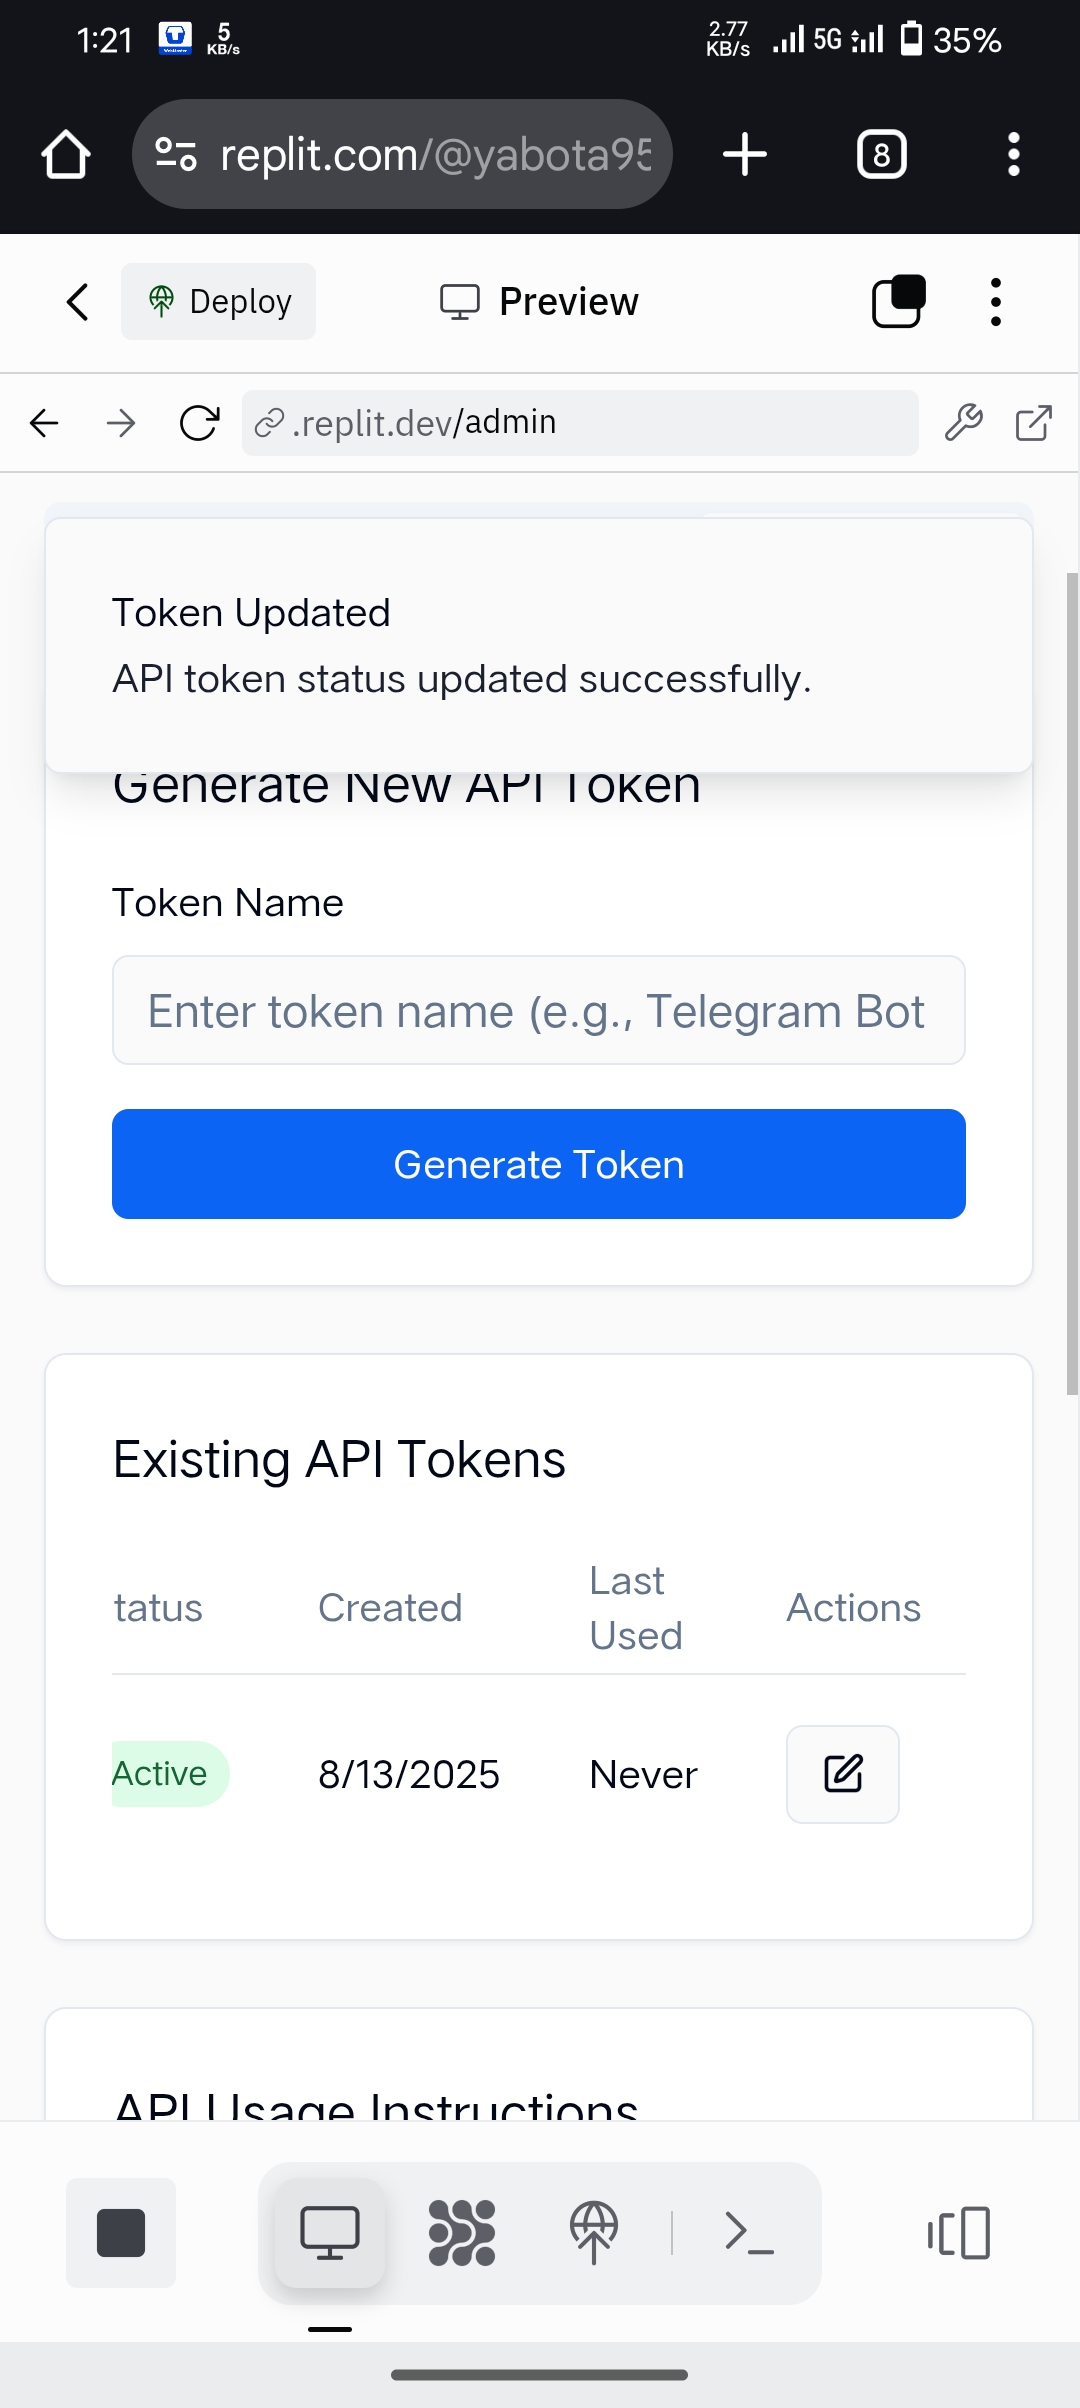 1:21
5
KB/s
2.77
KB/s
5G
35%
replit.com/@yabota95
8
Deploy
Preview
.replit.dev/admin
Token Updated
API token status updated successfully.
Generate New API Token
Token Name
Enter token name (e.g., Telegram Bot
Generate Token
Existing API Tokens
tatus
Created
Last
Used
Actions
Active
8/13/2025
Never
API Usage Instructions